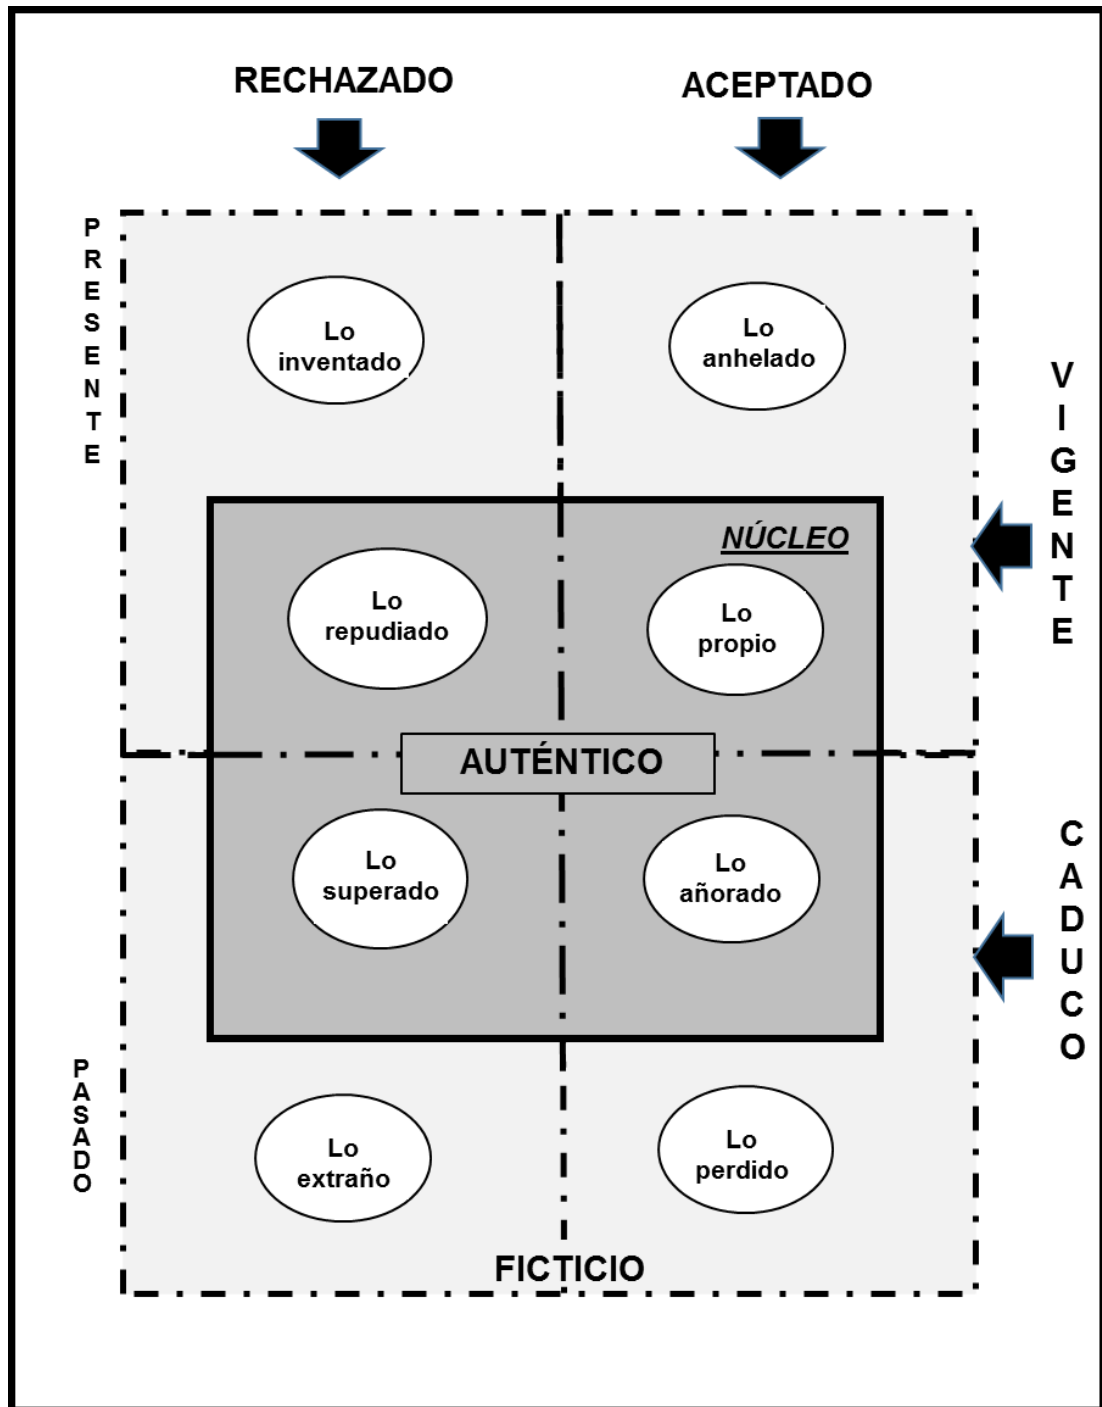 RECHAZADO
ACEPTADO
PRESENTE
Lo
inventado
Lo
anhelado
VIGENTE
NÚCLEO
Lo
repudiado
Lo
propio
AUTÉNTICO
Lo
superado
Lo
añorado
CADUCO
PASADO
Lo
extraño
Lo
perdido
FICTICIO